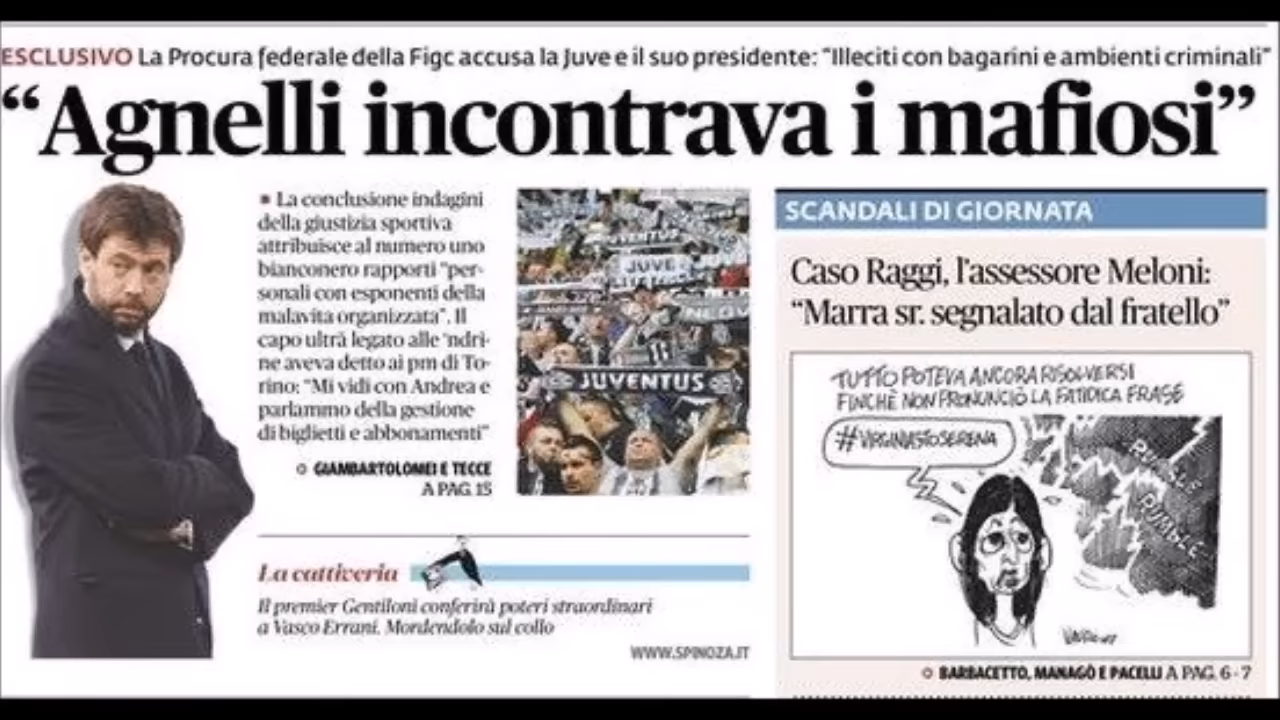 ESCLUSIVO La Procura federale della Figc accusa la Juve e il suo presidente: "Illeciti con bagarini e ambienti criminali"
“Agnelli incontrava i mafiosi”
▪ La conclusione indagini
della giustizia sportiva
attribuisce al numero uno
bianconero rapporti "per-
sonali con esponenti della
malavita organizzata". Il
capo ultrà legato alle 'ndri-
ne aveva detto ai pm di To-
rino: "Mi vidi con Andrea e
parlammo della gestione
di biglietti e abbonamenti"
GIAMBARTOLOMEI E TECCE
A PAG. 15
JUVENTUS
JUVE
JUVENTUS
La cattiveria
Il premier Gentiloni conferirà poteri straordinari
a Vasco Errani. Mordendolo sul collo
WWW.SPINOZA.IT
SCANDALI DI GIORNATA
Caso Raggi, l'assessore Meloni:
“Marra sr. segnalato dal fratello”
TUTTO POTEVA ANCORA RISOLVERSI
FINCHÈ NON PRONUNCIÒ LA FATIDICA FRASE
#VIRGINIASTOSERENA
RUMBLE
RUMBLE
BARBACETTO, MANAGÒ E PACELLI A PAG. 6 - 7